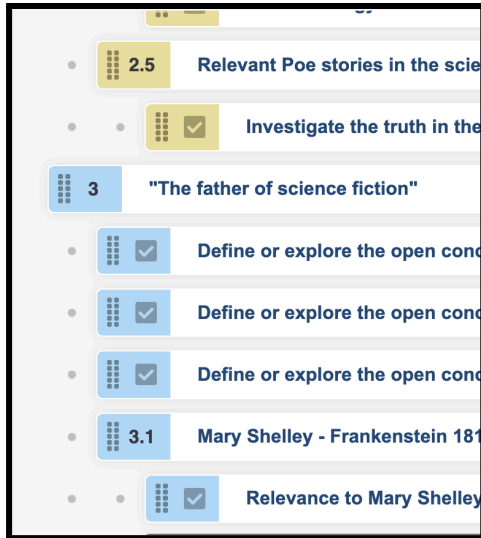 2.5 Relevant Poe stories in the scie
Investigate the truth in the
3 "The father of science fiction"
Define or explore the open conc
Define or explore the open conc
Define or explore the open conc
3.1 Mary Shelley - Frankenstein 181
Relevance to Mary Shelley